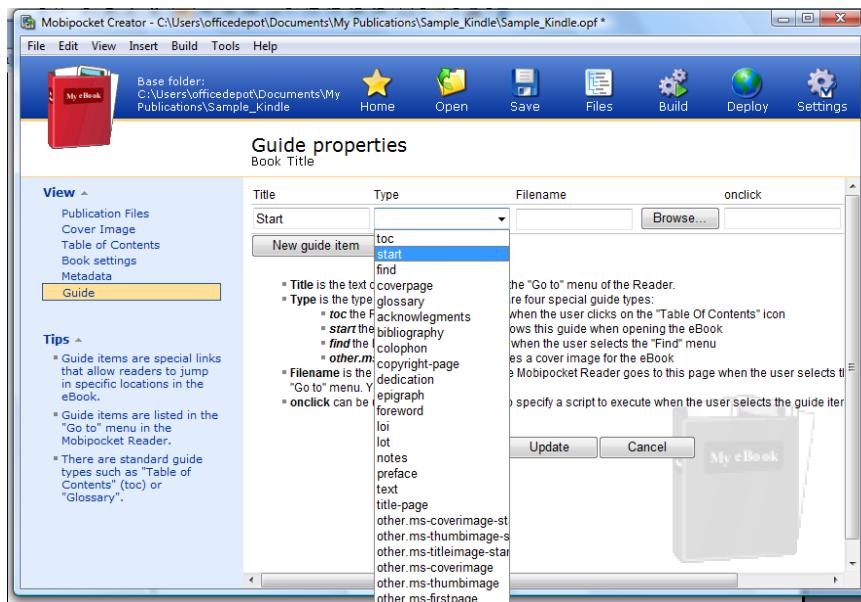 Mobipocket Creator - C:\Users\officedepot\Documents\My Publications\Sample_Kindle\Sample_Kindle.opf *
File Edit View Insert Build Tools Help
My eBook
Base folder:
C:\Users\officedepot\Documents\My
Publications\Sample_Kindle
Home Open Save Files Build Deploy Settings
Guide properties
Book Title
View
Publication Files
Cover Image
Table of Contents
Book settings
Metadata
Guide
Tips
Guide items are special links
that allow readers to jump
in specific locations in the
eBook.
Guide items are listed in the
"Go to" menu in the
Mobipocket Reader.
There are standard guide
types such as "Table of
Contents" (toc) or
"Glossary".
Title Type Filename onclick
Start Browse...
New guide item
toc
start
find
coverpage
glossary
acknowlegments
bibliography
colophon
copyright-page
dedication
epigraph
foreword
loi
lot
notes
preface
text
title-page
other.ms-coverimage-st
other.ms-thumbimage-s
other.ms-titleimage-star
other.ms-coverimage
other.ms-thumbimage
other.ms-firstpage
Title is the text the "Go to" menu of the Reader.
Type is the type are four special guide types:
toc the when the user clicks on the "Table Of Contents" icon
start the ows this guide when opening the eBook
find the when the user selects the "Find" menu
other.ms es a cover image for the eBook
Filename is the Mobipocket Reader goes to this page when the user selects
"Go to" menu. Y
onclick can be to specify a script to execute when the user selects the guide iter
Update Cancel
My eBook